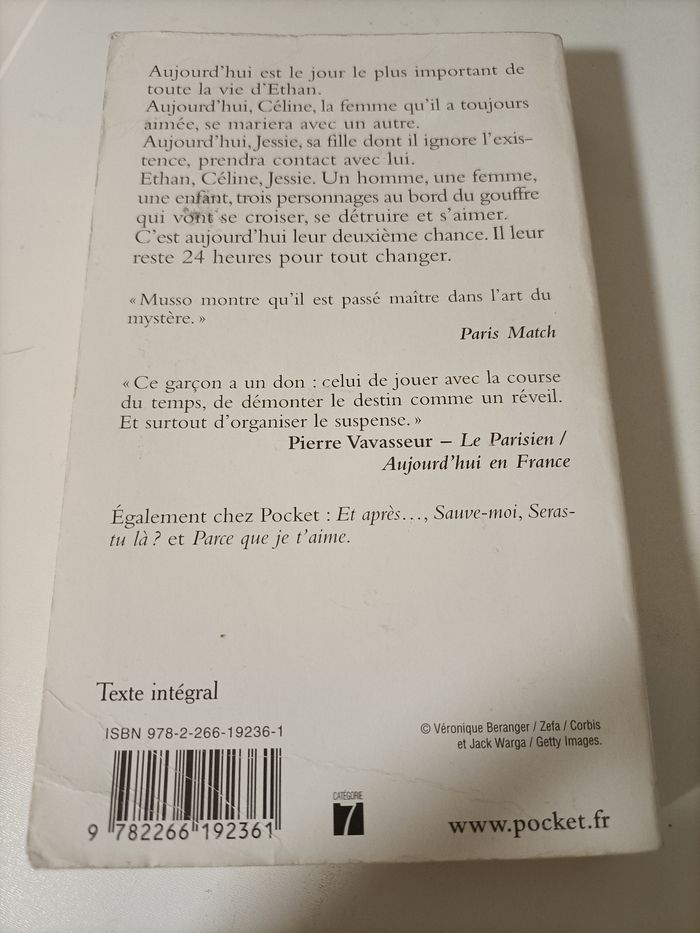 Aujourd'hui est le jour le plus important de
toute la vie d'Ethan.
Aujourd'hui, Céline, la femme qu'il a toujours
aimée, se mariera avec un autre.
Aujourd'hui, Jessie, sa fille dont il ignore l'exis-
tence, prendra contact avec lui.
Ethan, Céline, Jessie. Un homme, une femme,
une enfant, trois personnages au bord du gouffre
qui vont se croiser, se détruire et s'aimer.
C'est aujourd'hui leur deuxième chance. Il leur
reste 24 heures pour tout changer.
« Musso montre qu'il est passé maître dans l'art du
mystère. »
Paris Match
« Ce garçon a un don : celui de jouer avec la course
du temps, de démonter le destin comme un réveil.
Et surtout d'organiser le suspense. »
Pierre Vavasseur – Le Parisien /
Aujourd'hui en France
Également chez Pocket : Et après…, Sauve-moi, Seras-
tu là ? et Parce que je t'aime.
Texte intégral
ISBN 978-2-266-19236-1
9 782266 192361
© Véronique Beranger / Zefa / Corbis
et Jack Warga / Getty Images.
CATÉGORIE
7
www.pocket.fr